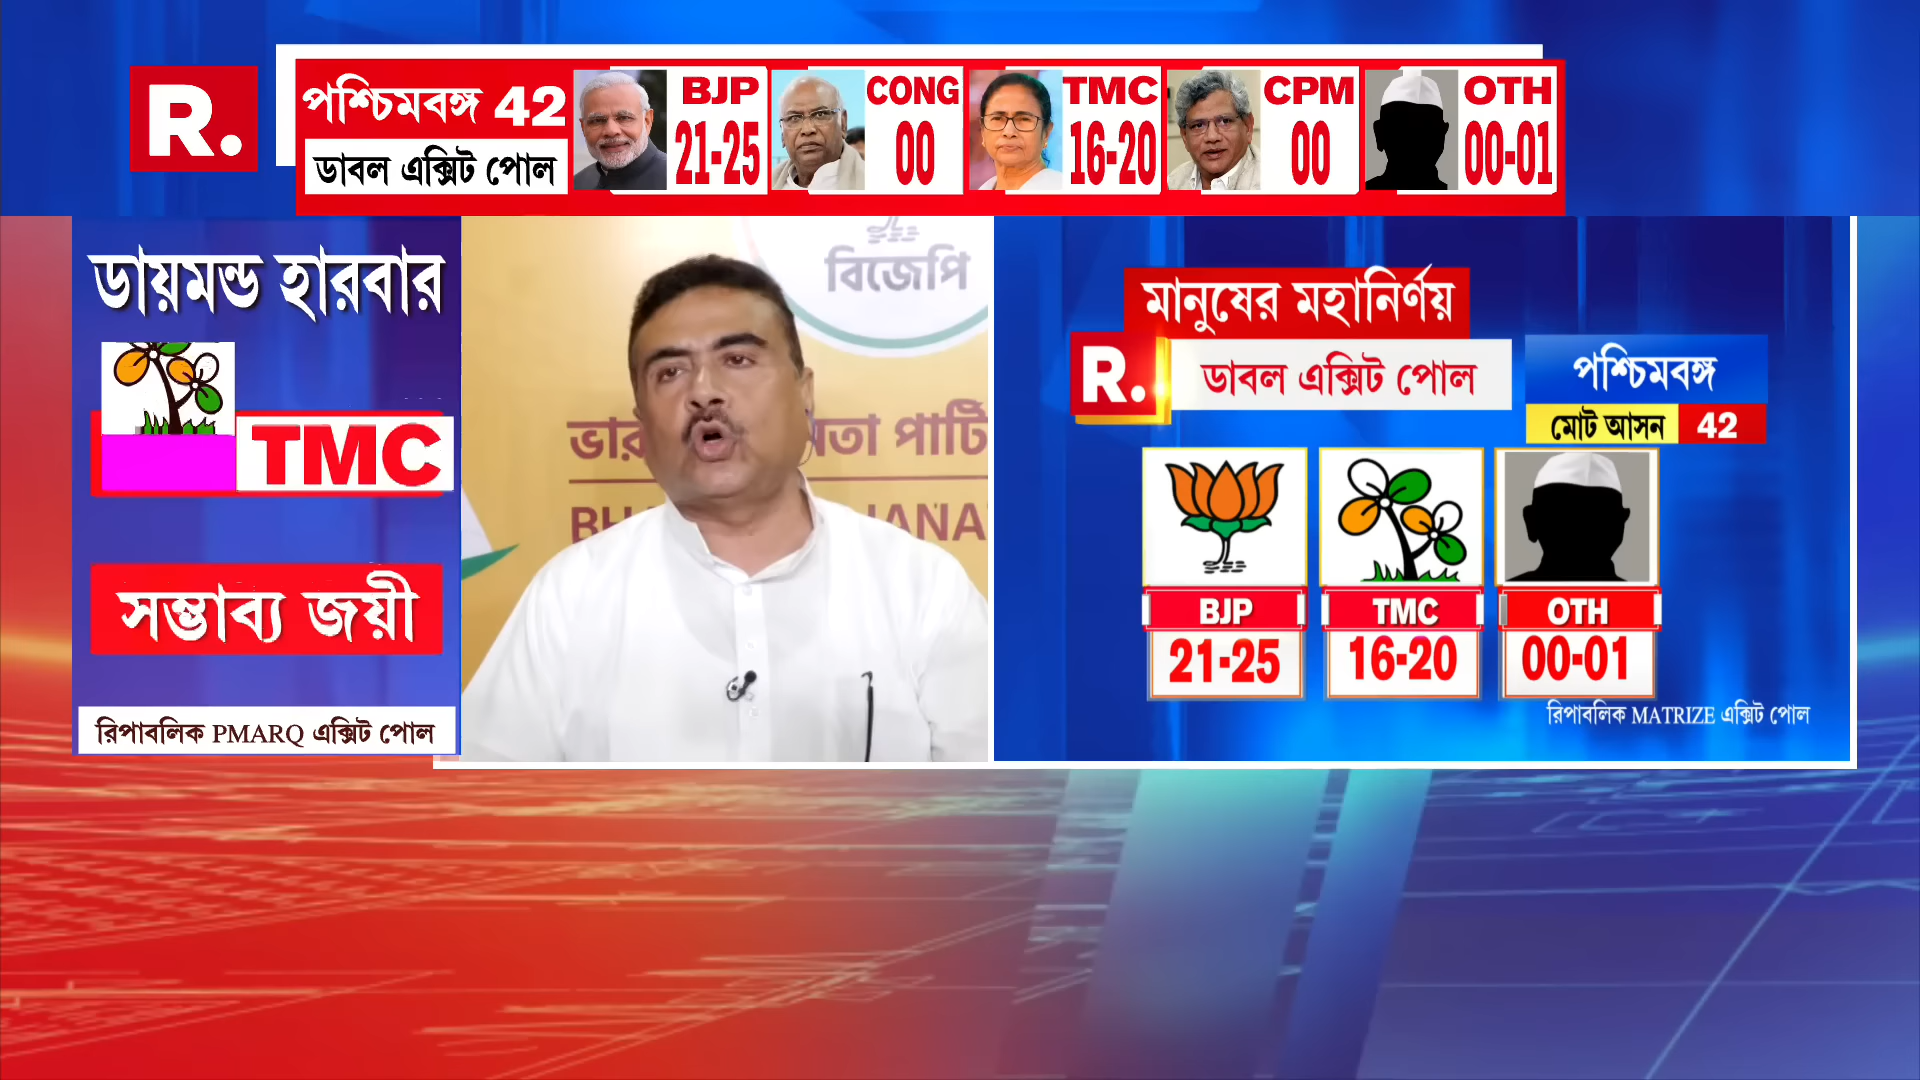 R.
পশ্চিমবঙ্গ 42
ডাবল এক্সিট পোল
BJP
21-25
CONG
00
TMC
16-20
CPM
00
OTH
00-01
ডায়মন্ড হারবার
TMC
সম্ভাব্য জয়ী
রিপাবলিক PMARQ এক্সিট পোল
বিজেপি
মানুষের মহানির্ণয়
R.
ডাবল এক্সিট পোল
পশ্চিমবঙ্গ
মোট আসন 42
BJP
21-25
TMC
16-20
OTH
00-01
রিপাবলিক MATRIZE এক্সিট পোল